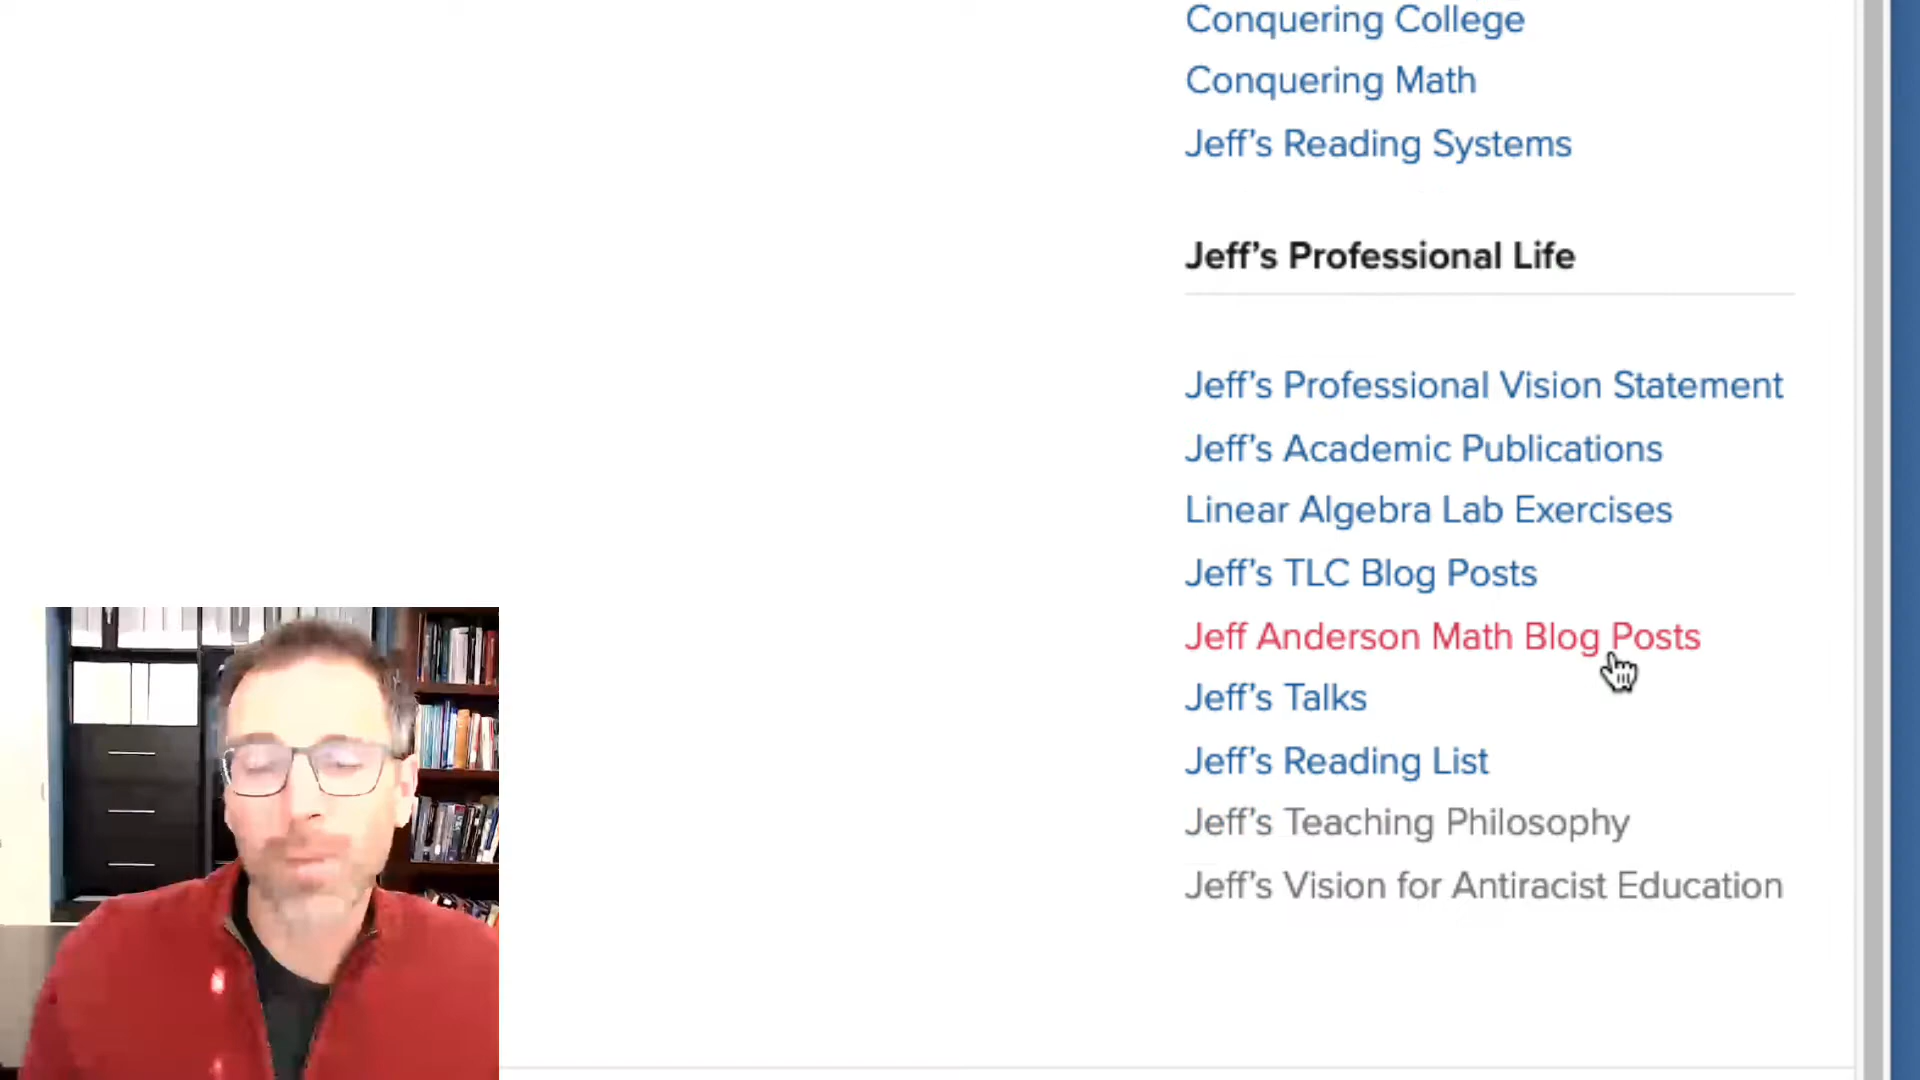 Conquering College
Conquering Math
Jeff's Reading Systems
Jeff's Professional Life
Jeff's Professional Vision Statement
Jeff's Academic Publications
Linear Algebra Lab Exercises
Jeff's TLC Blog Posts
Jeff Anderson Math Blog Posts
Jeff's Talks
Jeff's Reading List
Jeff's Teaching Philosophy
Jeff's Vision for Antiracist Education